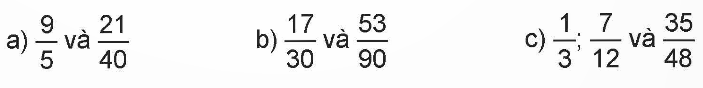 a) 9/5 và 21/40 b) 17/30 và 53/90 c) 1/3; 7/12 và 35/48